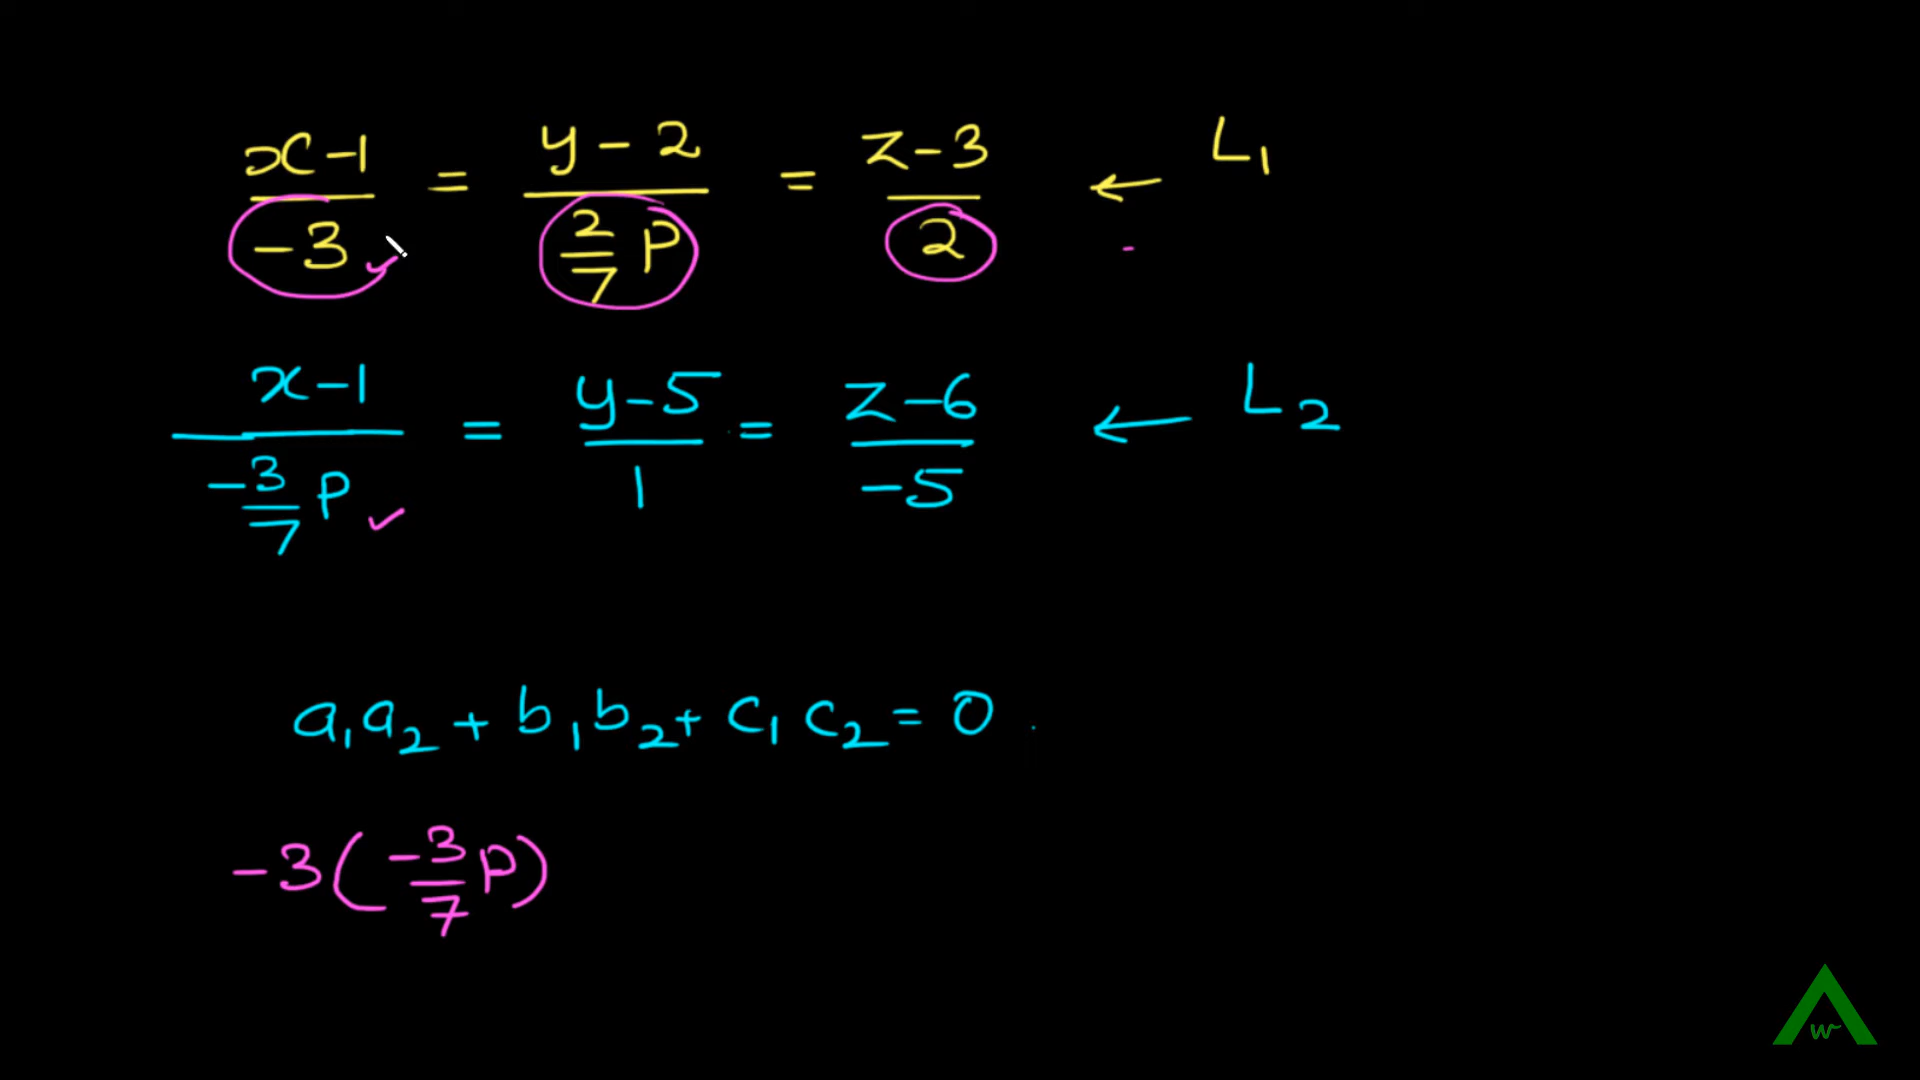 x-1/-3 = y-2/(2/7 P) = z-3/2 ← L₁
x-1/(-3/7 P) = y-5/1 = z-6/-5 ← L₂
a₁a₂ + b₁b₂ + c₁c₂ = 0
-3(-3/7 P)
w